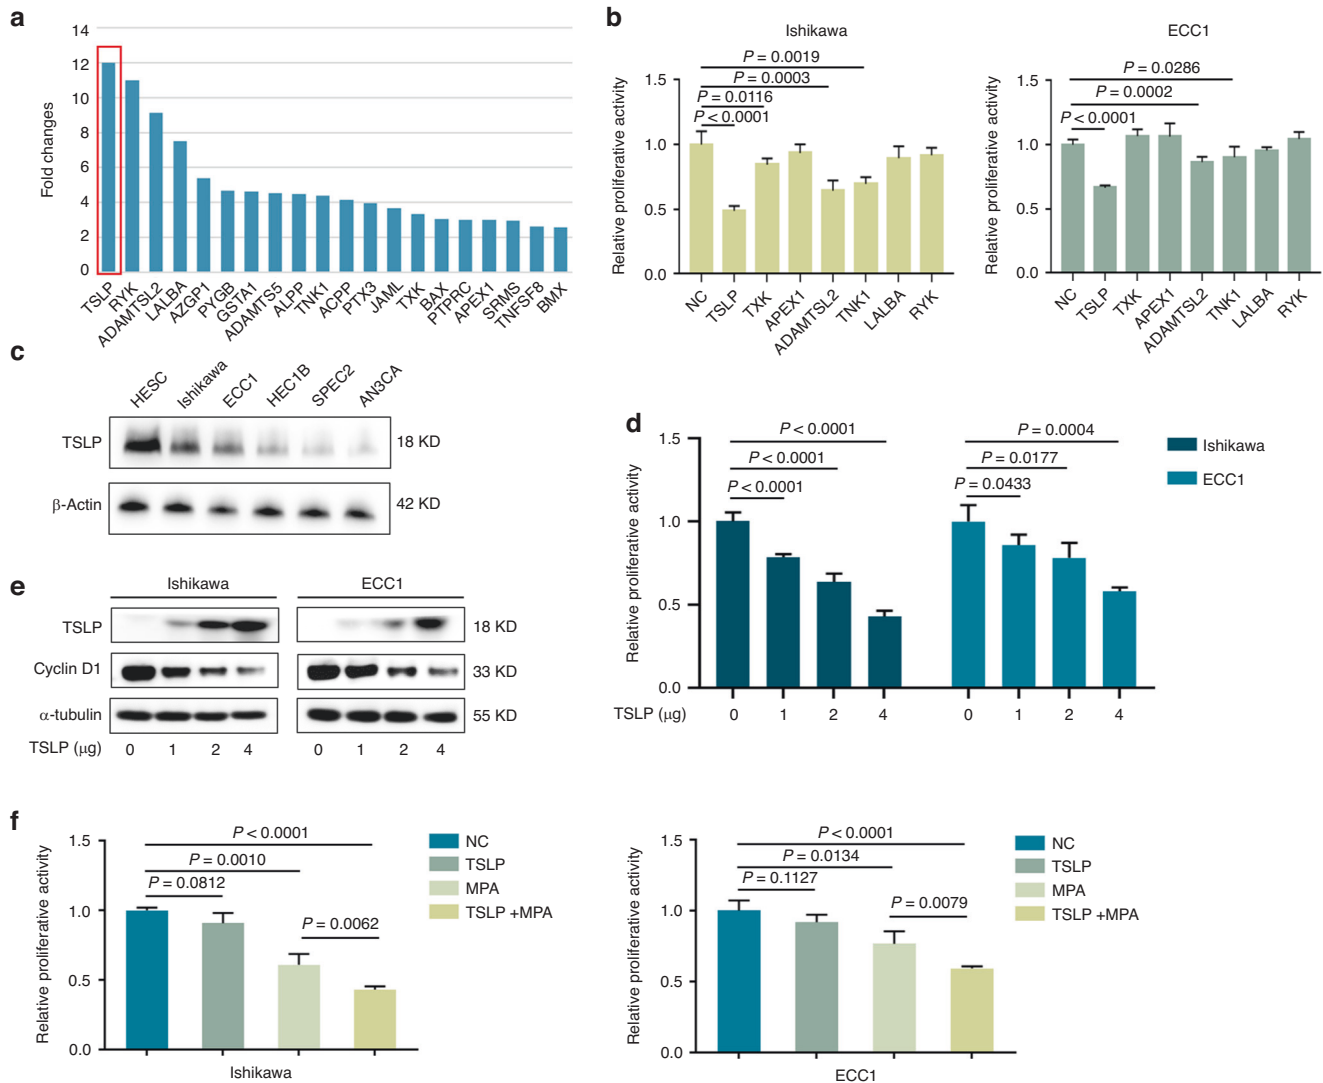 a
Fold changes
14
12
10
8
6
4
2
0
TSLP
RYK
ADAMTSL2
LALBA
AZGP1
PYGB
GSTA1
ADAMTS5
ALPP
TNK1
ACPP
PTX3
JAML
TXK
BAX
PTPRC
APEX1
SRMS
TNFSF8
BMX
b
Ishikawa
Relative proliferative activity
1.5
1.0
0.5
0.0
P = 0.0019
P = 0.0003
P = 0.0116
P < 0.0001
NC
TSLP
TXK
APEX1
ADAMTSL2
TNK1
LALBA
RYK
ECC1
Relative proliferative activity
1.5
1.0
0.5
0.0
P = 0.0286
P = 0.0002
P < 0.0001
NC
TSLP
TXK
APEX1
ADAMTSL2
TNK1
LALBA
RYK
c
HESC
Ishikawa
ECC1
HEC1B
SPEC2
AN3CA
TSLP
18 KD
β-Actin
42 KD
d
Relative proliferative activity
1.5
1.0
0.5
0.0
P < 0.0001
P < 0.0001
P < 0.0001
P = 0.0004
P = 0.0177
P = 0.0433
Ishikawa
ECC1
TSLP (μg)
0
1
2
4
0
1
2
4
e
Ishikawa
ECC1
TSLP
18 KD
Cyclin D1
33 KD
α-tubulin
55 KD
TSLP (μg)
0
1
2
4
0
1
2
4
f
Relative proliferative activity
1.5
1.0
0.5
0.0
P < 0.0001
P = 0.0010
P = 0.0812
P = 0.0062
NC
TSLP
MPA
TSLP +MPA
Ishikawa
Relative proliferative activity
1.5
1.0
0.5
0.0
P < 0.0001
P = 0.0134
P = 0.1127
P = 0.0079
NC
TSLP
MPA
TSLP +MPA
ECC1